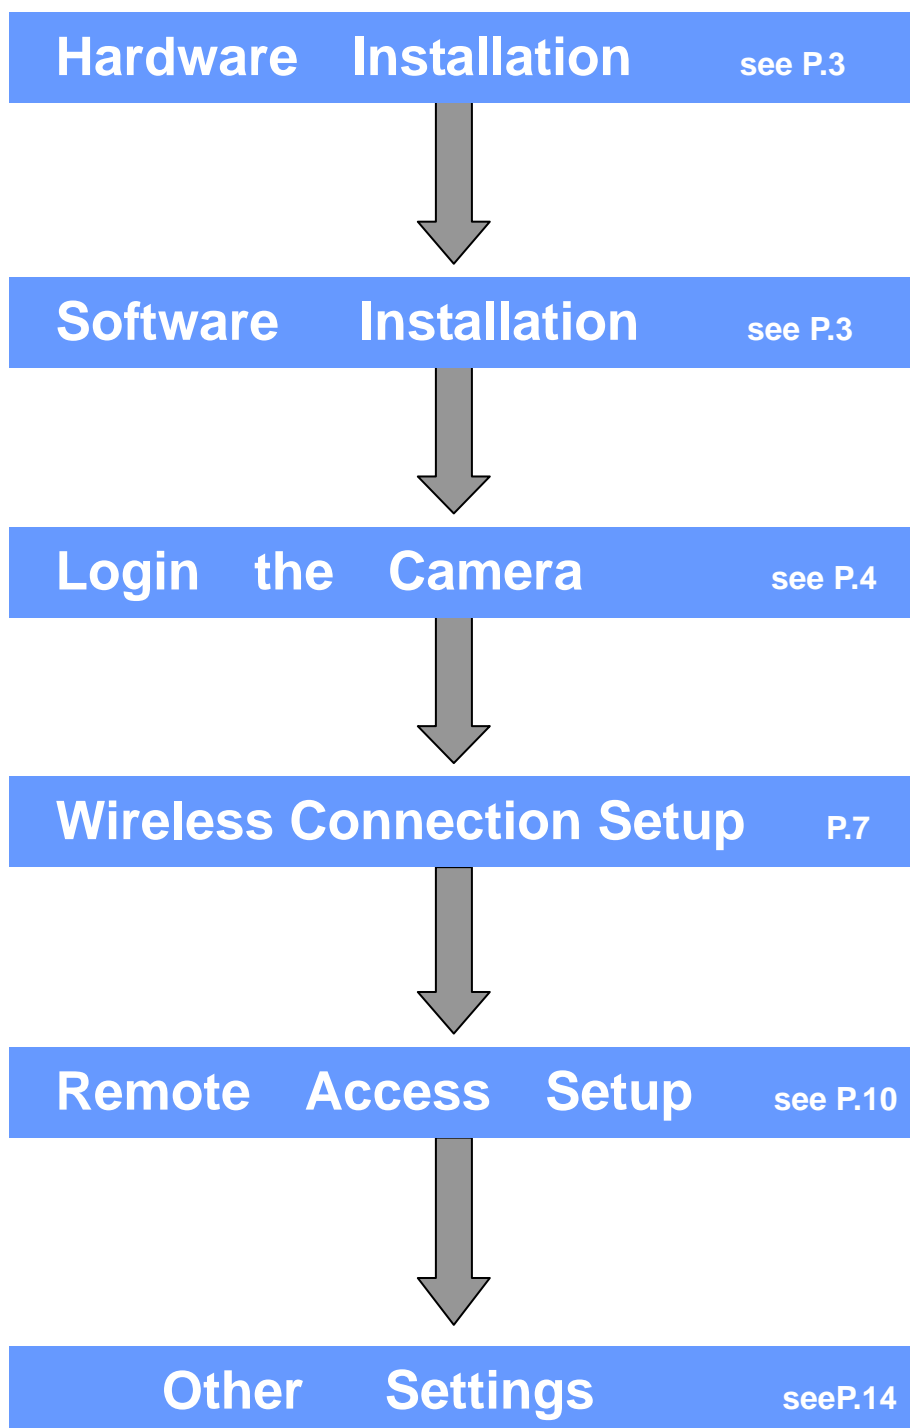 Hardware Installation see P.3
Software Installation see P.3
Login the Camera see P.4
Wireless Connection Setup P.7
Remote Access Setup see P.10
Other Settings seeP.14